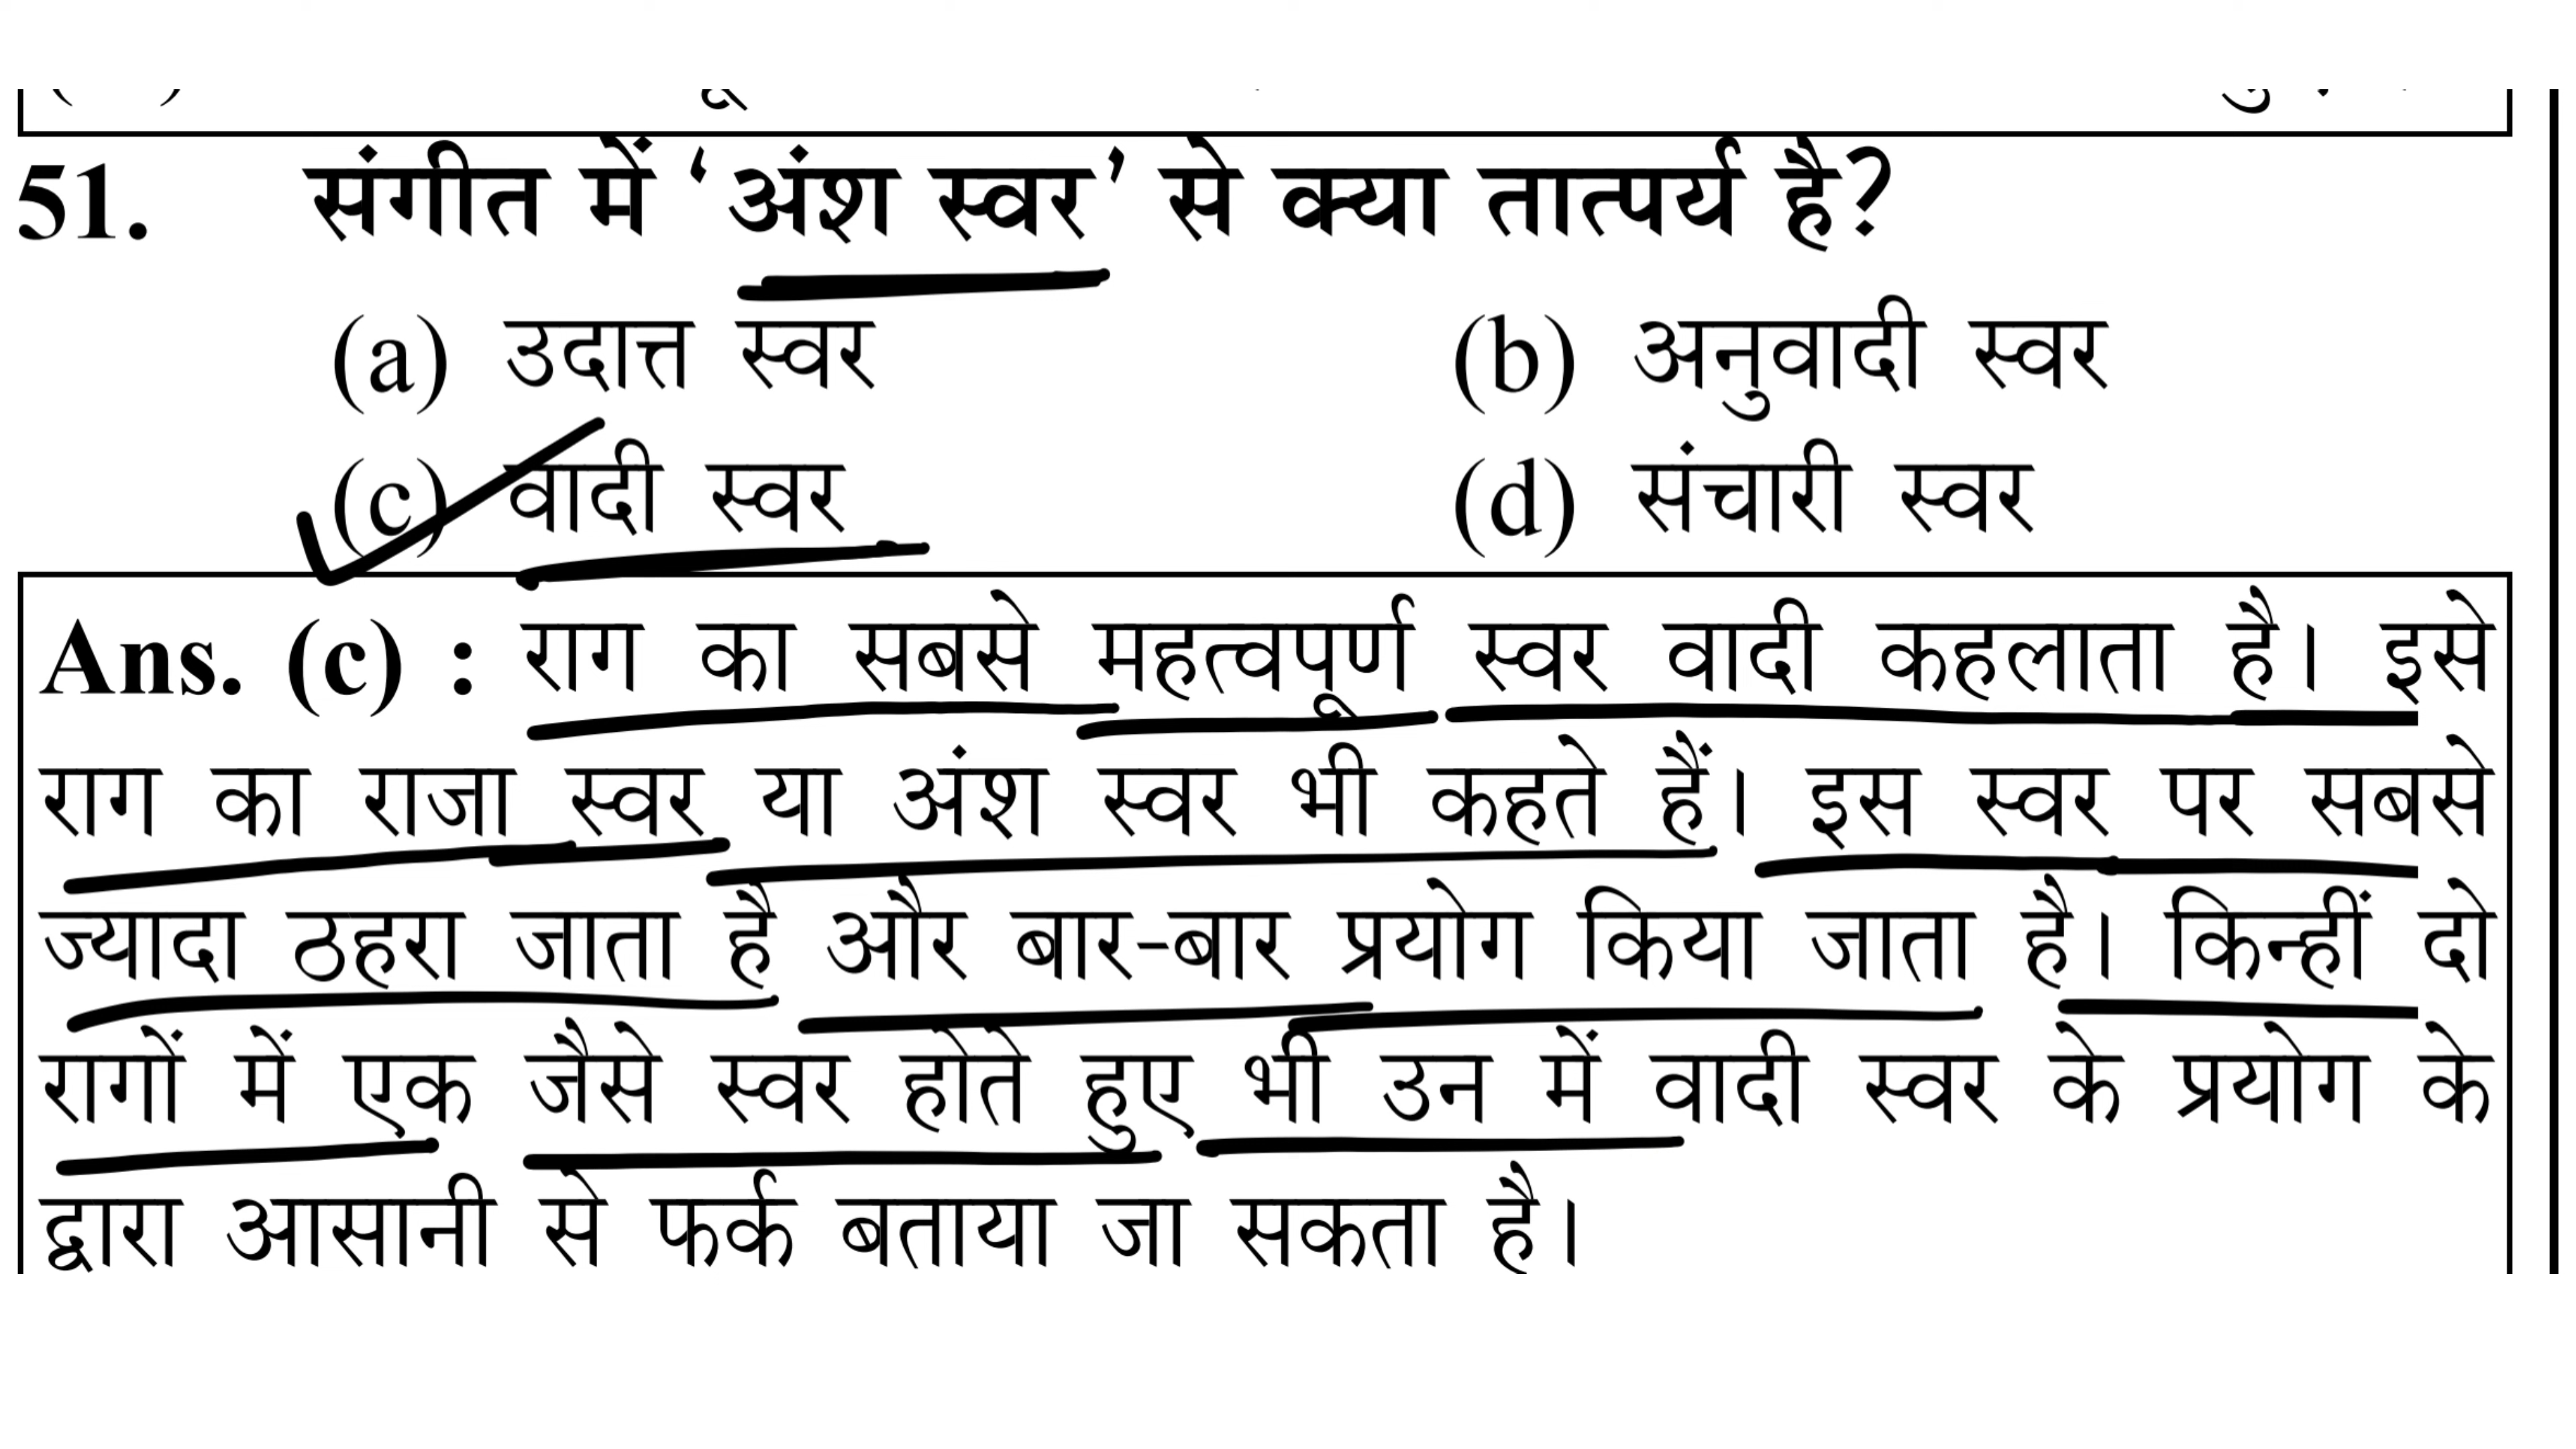 51. संगीत में 'अंश स्वर' से क्या तात्पर्य है?
(a) उदात्त स्वर (b) अनुवादी स्वर
(c) वादी स्वर (d) संचारी स्वर
Ans. (c) : राग का सबसे महत्वपूर्ण स्वर वादी कहलाता है। इसे
राग का राजा स्वर या अंश स्वर भी कहते हैं। इस स्वर पर सबसे
ज्यादा ठहरा जाता है और बार-बार प्रयोग किया जाता है। किन्हीं दो
रागों में एक जैसे स्वर होते हुए भी उन में वादी स्वर के प्रयोग के
द्वारा आसानी से फर्क बताया जा सकता है।